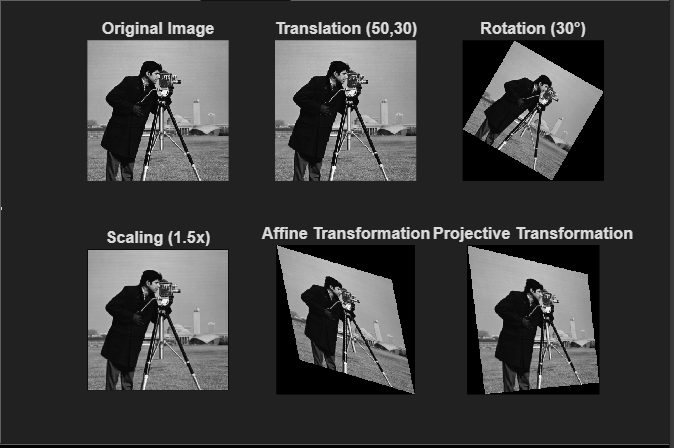 Original Image
Translation (50,30)
Rotation (30°)
Scaling (1.5x)
Affine Transformation
Projective Transformation